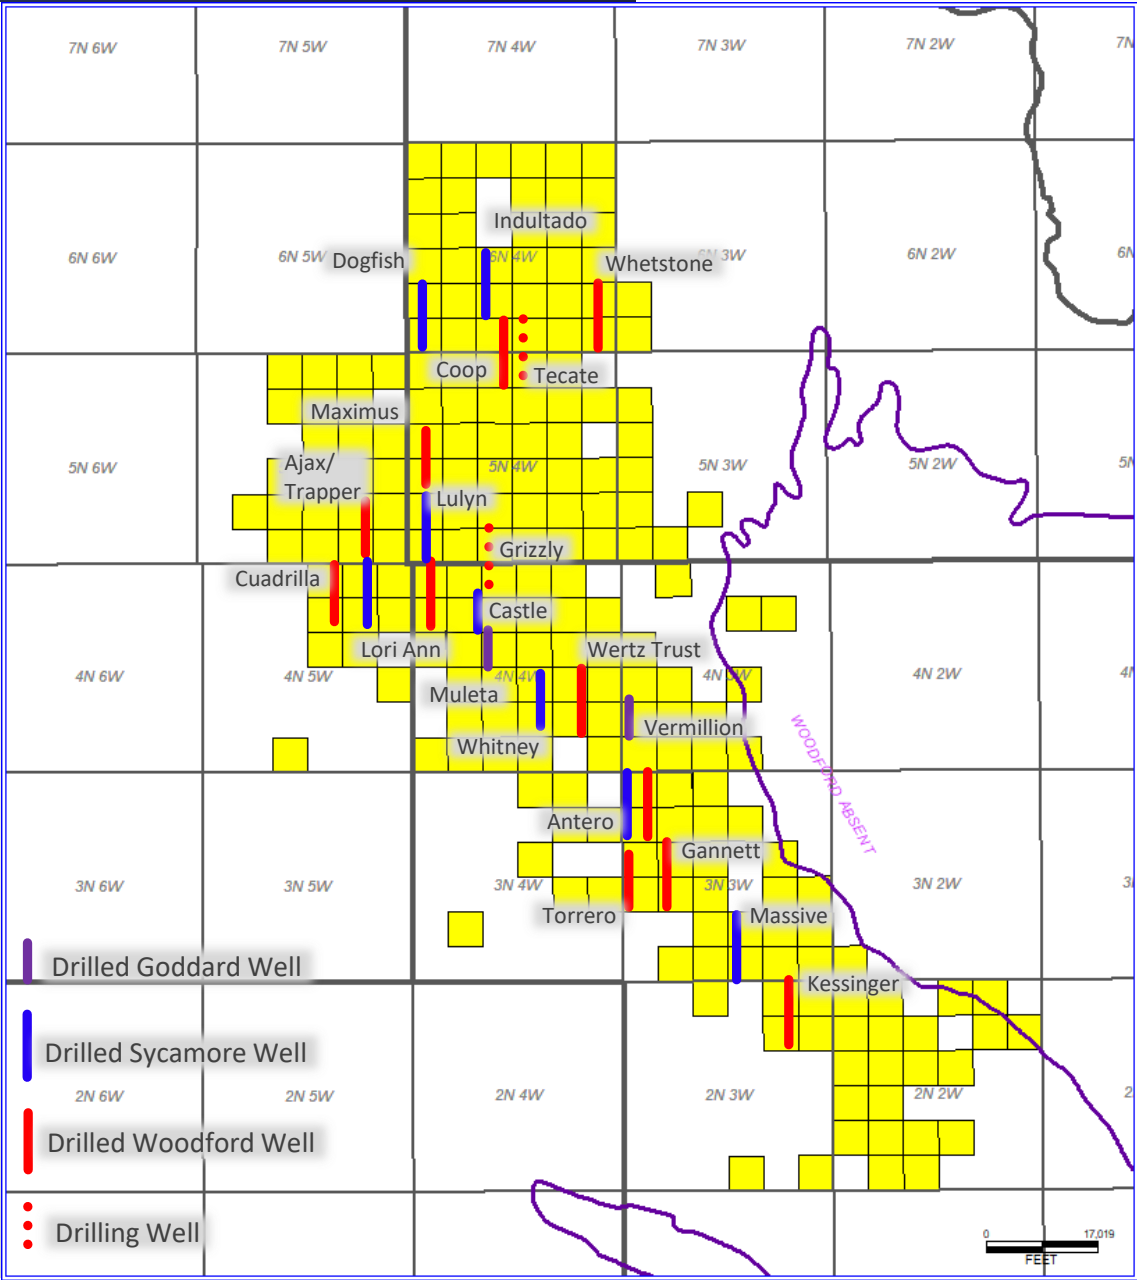 7N 6W
7N 5W
7N 4W
7N 3W
7N 2W
7N
Indultado
6N 6W
6N 5W
Dogfish
6N 4W
Whetstone
6N 3W
6N 2W
6N
Coop
Tecate
Maximus
5N 6W
Ajax/
Trapper
5N 4W
5N 3W
5N 2W
5N
Lulyn
Grizzly
Cuadrilla
Castle
Lori Ann
Wertz Trust
4N 6W
4N 5W
4N 4W
4N 3W
4N 2W
4N
Muleta
Vermillion
Whitney
WOODFORD ABSENT
Antero
Gannett
3N 6W
3N 5W
3N 4W
3N 3W
3N 2W
Torrero
Massive
Drilled Goddard Well
Kessinger
Drilled Sycamore Well
2N 6W
2N 5W
2N 4W
2N 3W
2N 2W
Drilled Woodford Well
Drilling Well
0 17,019
FEET